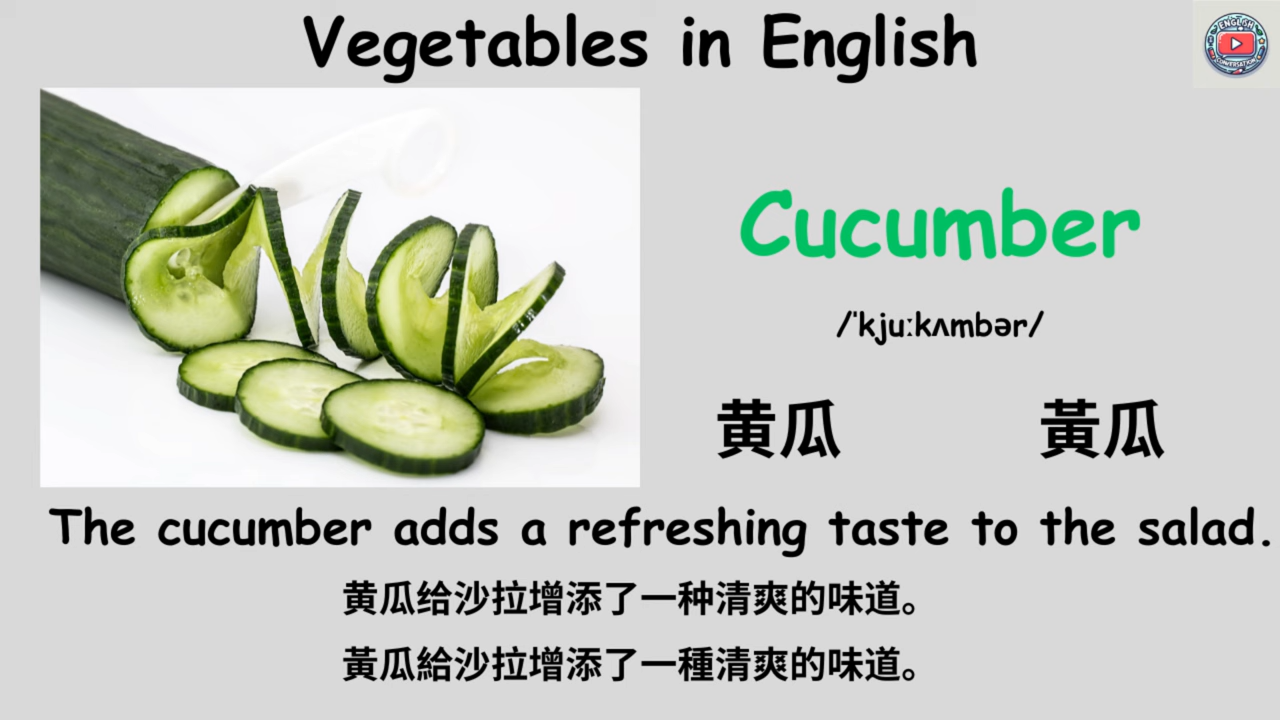 Vegetables in English
ENGLISH
CONVERSATION
Cucumber
/ˈkjuːkʌmbər/
黄瓜 黃瓜
The cucumber adds a refreshing taste to the salad.
黄瓜给沙拉增添了一种清爽的味道。
黃瓜給沙拉增添了一種清爽的味道。